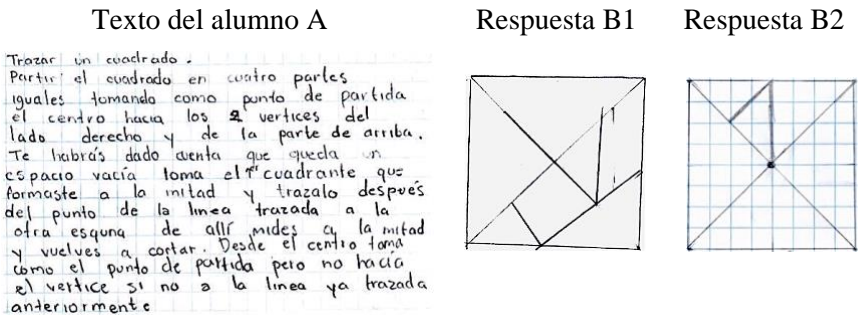 Texto del alumno A
Respuesta B1
Respuesta B2
Trazar un cuadrado.
Partir el cuadrado en cuatro partes
iguales tomando como punto de partida
el centro hacia los 2 vertices del
lado derecho y de la parte de arriba.
Te habrás dado cuenta que queda un
espacio vacía toma el 1er cuadrante que
formaste a la mitad y trazalo después
del punto de la linea trazada a la
otra esquna de allí mides a la mitad
y vuelves a cortar. Desde el centro toma
como el punto de partida pero no hacia
el vertice si no a la linea ya trazada
anteriormente